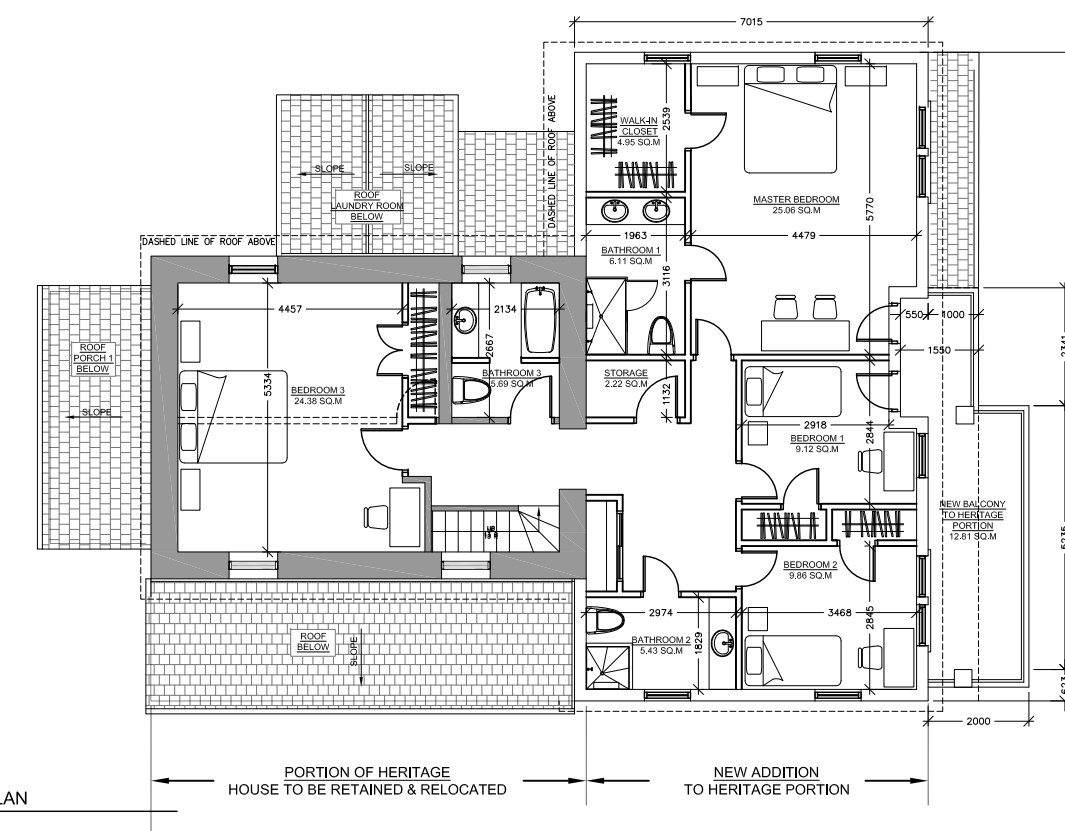 7015
DASHED LINE OF ROOF ABOVE
WALK-IN
CLOSET
4.95 SQ.M
2539
MASTER BEDROOM
25.06 SQ.M
5770
SLOPE
SLOPE
ROOF
LAUNDRY ROOM
BELOW
DASHED LINE OF ROOF ABOVE
1963
4479
BATHROOM 1
6.11 SQ.M
3116
4457
2134
550
1000
1550
2341
ROOF
PORCH 1
BELOW
SLOPE
5334
BEDROOM 3
24.38 SQ.M
2667
BATHROOM 3
5.69 SQ.M
STORAGE
2.22 SQ.M
1132
2918
BEDROOM 1
9.12 SQ.M
2844
NEW BALCONY
TO HERITAGE
PORTION
12.81 SQ.M
BEDROOM 2
9.86 SQ.M
2974
3468
2845
BATHROOM 2
5.43 SQ.M
1829
ROOF
BELOW
SLOPE
2000
PORTION OF HERITAGE
HOUSE TO BE RETAINED & RELOCATED
NEW ADDITION
TO HERITAGE PORTION
LAN